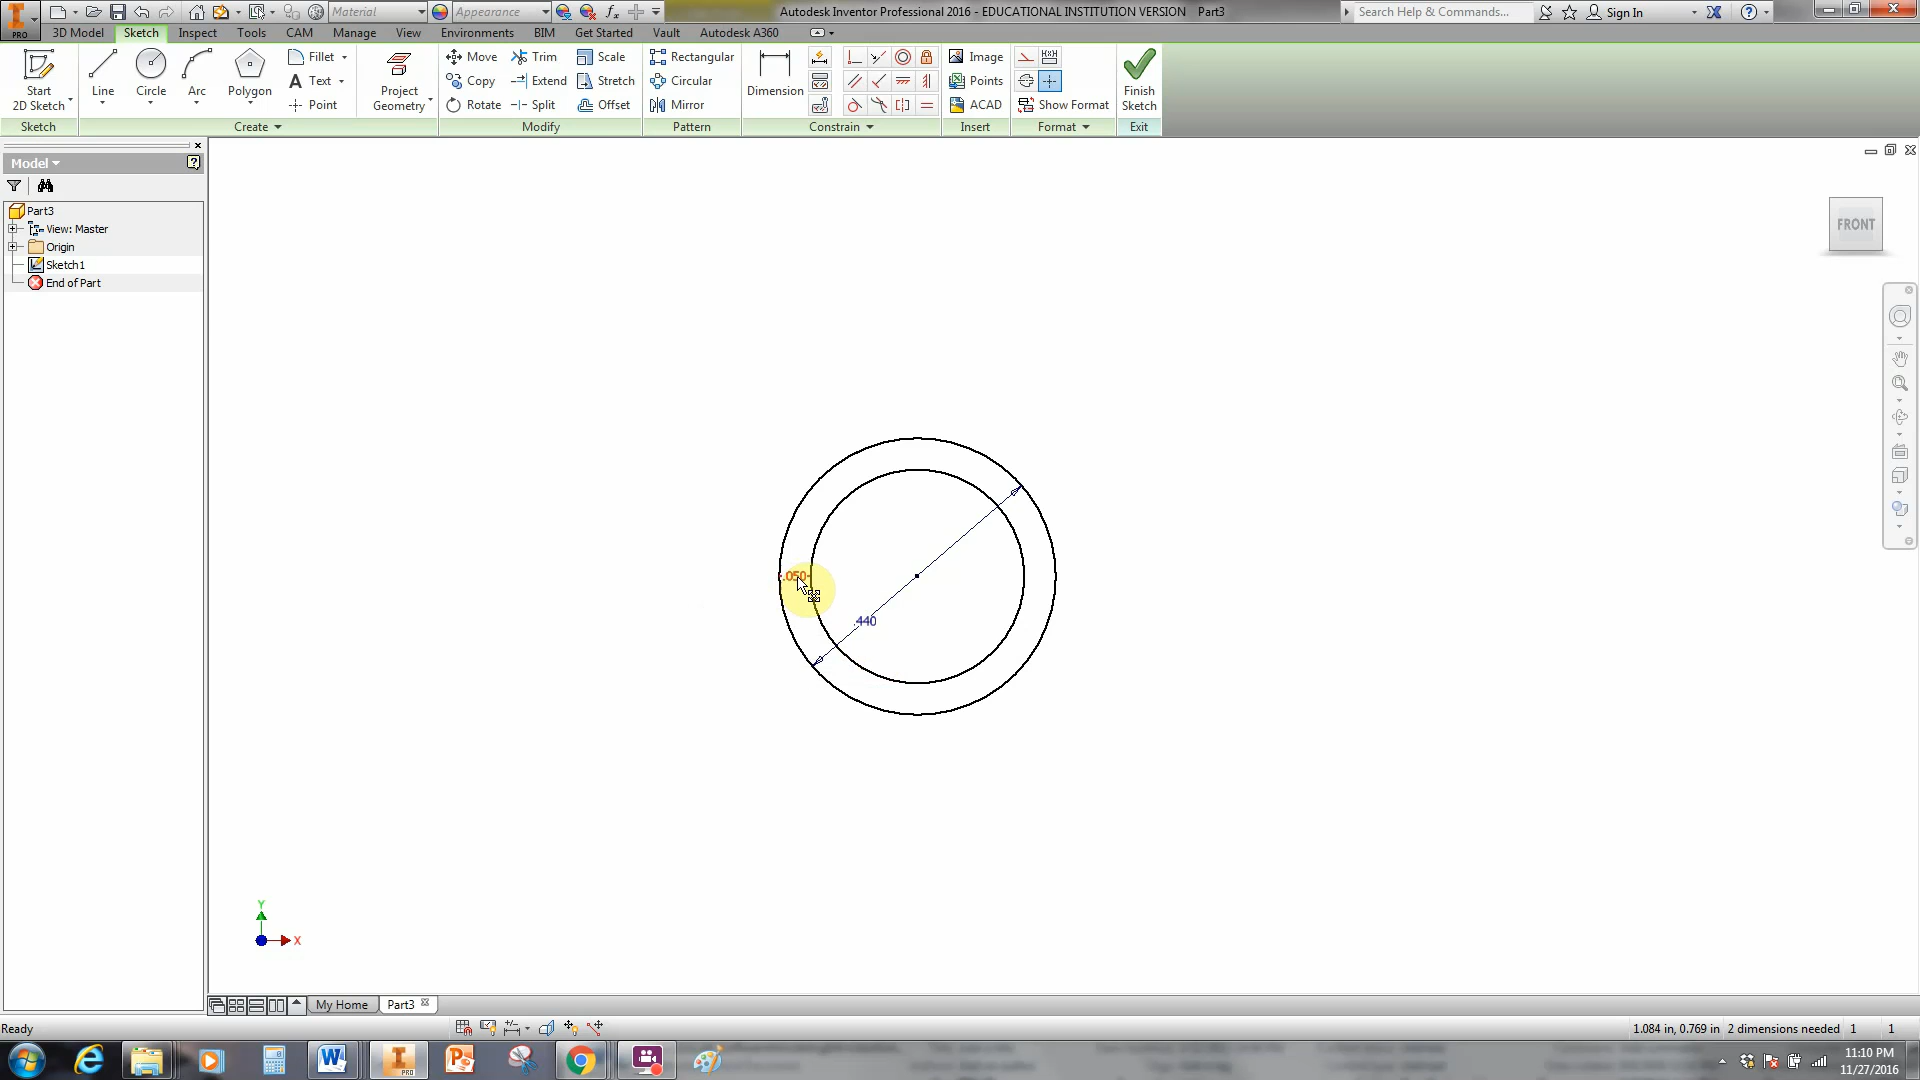 Material
Appearance
Autodesk Inventor Professional 2016 - EDUCATIONAL INSTITUTION VERSION Part3
Search Help & Commands...
Sign In
PRO
3D Model Sketch Inspect Tools CAM Manage View Environments BIM Get Started Vault Autodesk A360
Start 2D Sketch
Line
Circle
Arc
Polygon
Fillet
Text
Point
Project Geometry
Move
Copy
Rotate
Trim
Extend
Split
Scale
Stretch
Offset
Rectangular
Circular
Mirror
Dimension
Image
Points
ACAD
Show Format
Finish Sketch
Sketch
Create
Modify
Pattern
Constrain
Insert
Format
Exit
Model
Part3
View: Master
Origin
Sketch1
End of Part
FRONT
.050
.440
Y
X
My Home
Part3
Ready
1.084 in, 0.769 in 2 dimensions needed 1 1
11:10 PM
11/27/2016